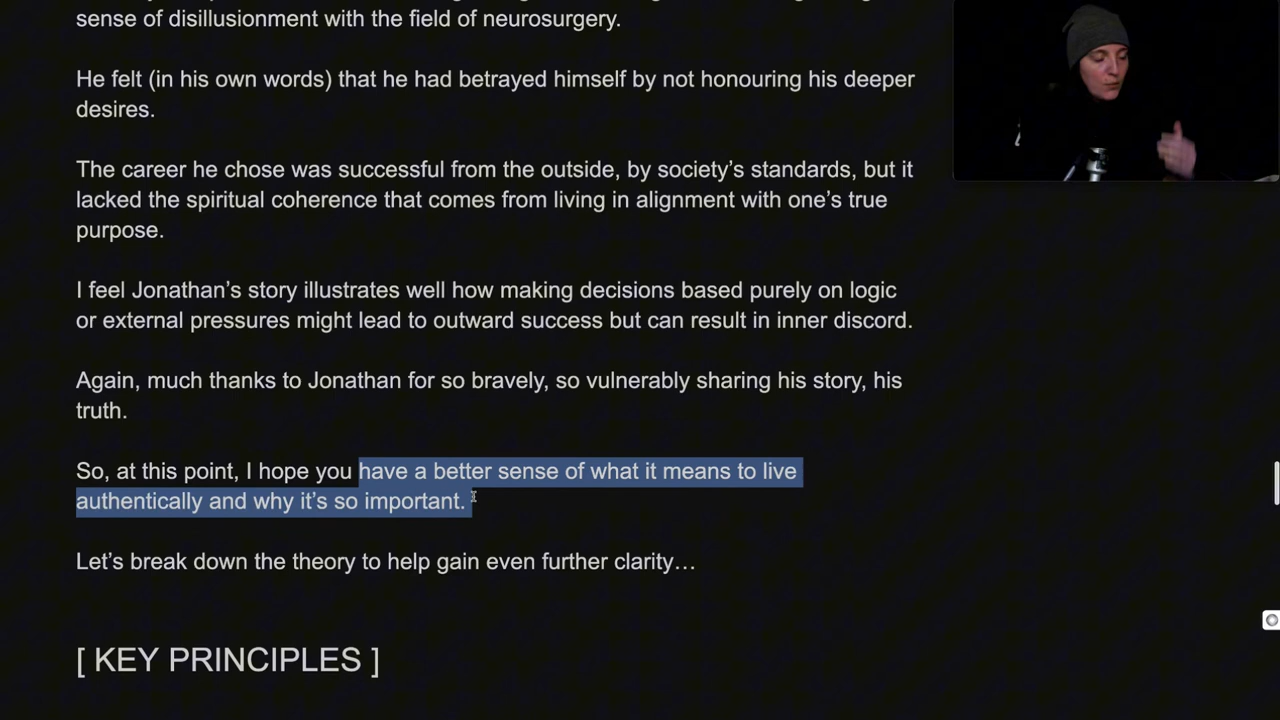 sense of disillusionment with the field of neurosurgery.
He felt (in his own words) that he had betrayed himself by not honouring his deeper
desires.
The career he chose was successful from the outside, by society’s standards, but it
lacked the spiritual coherence that comes from living in alignment with one’s true
purpose.
I feel Jonathan’s story illustrates well how making decisions based purely on logic
or external pressures might lead to outward success but can result in inner discord.
Again, much thanks to Jonathan for so bravely, so vulnerably sharing his story, his
truth.
So, at this point, I hope you have a better sense of what it means to live
authentically and why it’s so important.
Let’s break down the theory to help gain even further clarity…
[ KEY PRINCIPLES ]